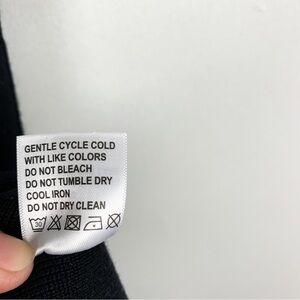 GENTLE CYCLE COLD
WITH LIKE COLORS
DO NOT BLEACH
DO NOT TUMBLE DRY
COOL IRON
DO NOT DRY CLEAN
30